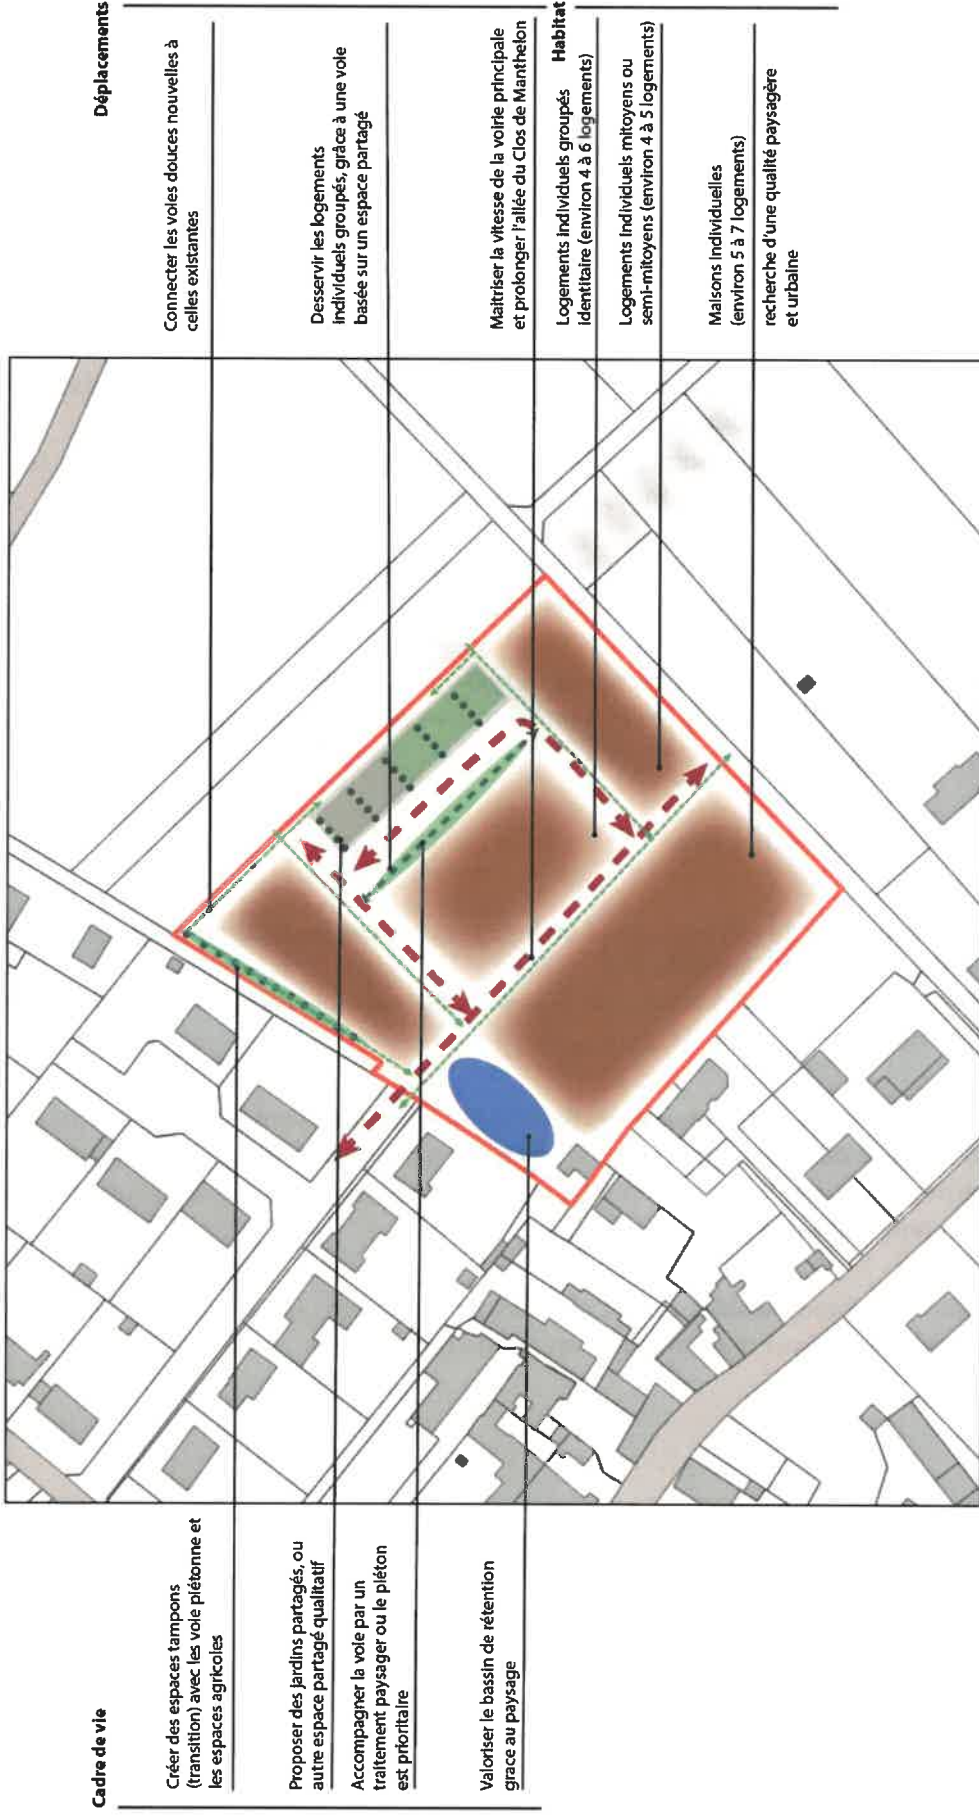 Cadre de vie
Créer des espaces tampons
(transition) avec les voie piétonne et
les espaces agricoles
Proposer des jardins partagés, ou
autre espace partagé qualitatif
Accompagner la voie par un
traitement paysager ou le piéton
est prioritaire
Valoriser le bassin de rétention
grace au paysage
Déplacements
Connecter les voies douces nouvelles à
celles existantes
Desservir les logements
individuels groupés, grâce à une voie
basée sur un espace partagé
Maîtriser la vitesse de la voirie principale
et prolonger l'allée du Clos de Manthelon
Habitat
Logements individuels groupés
identitaire (environ 4 à 6 logements)
Logements individuels mitoyens ou
semi-mitoyens (environ 4 à 5 logements)
Maisons individuelles
(environ 5 à 7 logements)
recherche d'une qualité paysagère
et urbaine